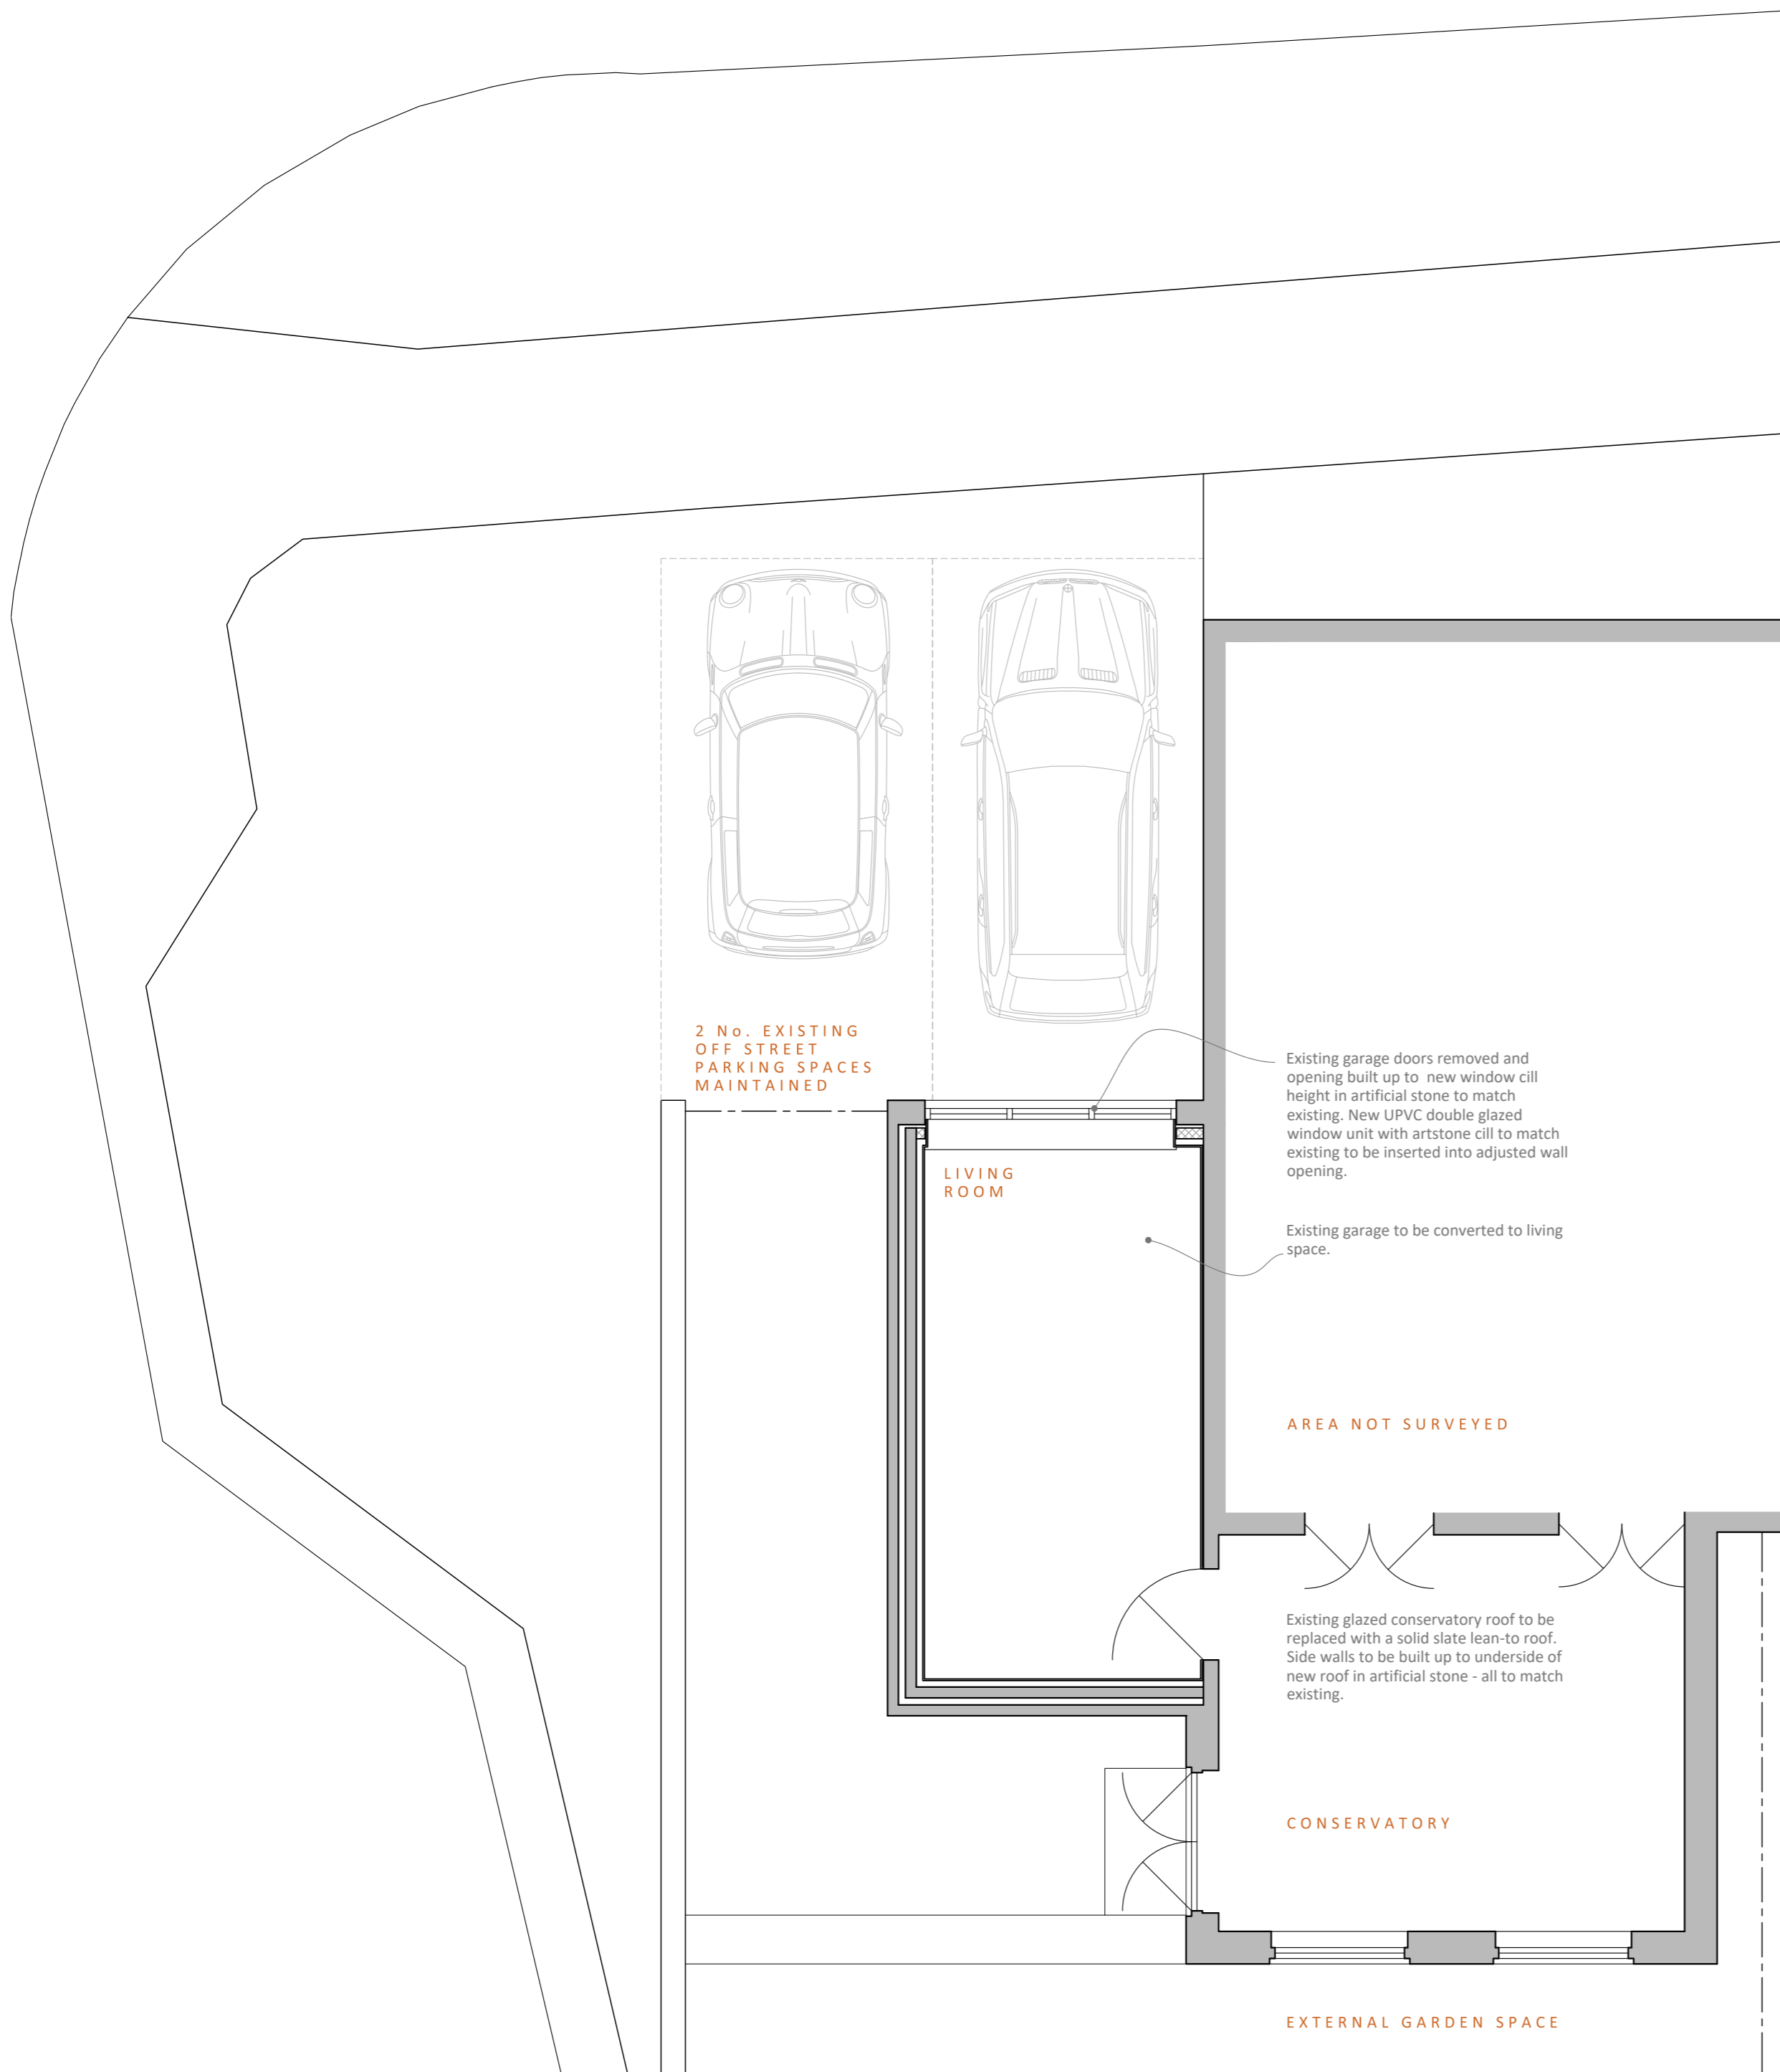 2 No. EXISTING
OFF STREET
PARKING SPACES
MAINTAINED
Existing garage doors removed and
opening built up to new window cill
height in artificial stone to match
existing. New UPVC double glazed
window unit with artstone cill to match
existing to be inserted into adjusted wall
opening.
LIVING
ROOM
Existing garage to be converted to living
space.
AREA NOT SURVEYED
Existing glazed conservatory roof to be
replaced with a solid slate lean-to roof.
Side walls to be built up to underside of
new roof in artificial stone - all to match
existing.
CONSERVATORY
EXTERNAL GARDEN SPACE